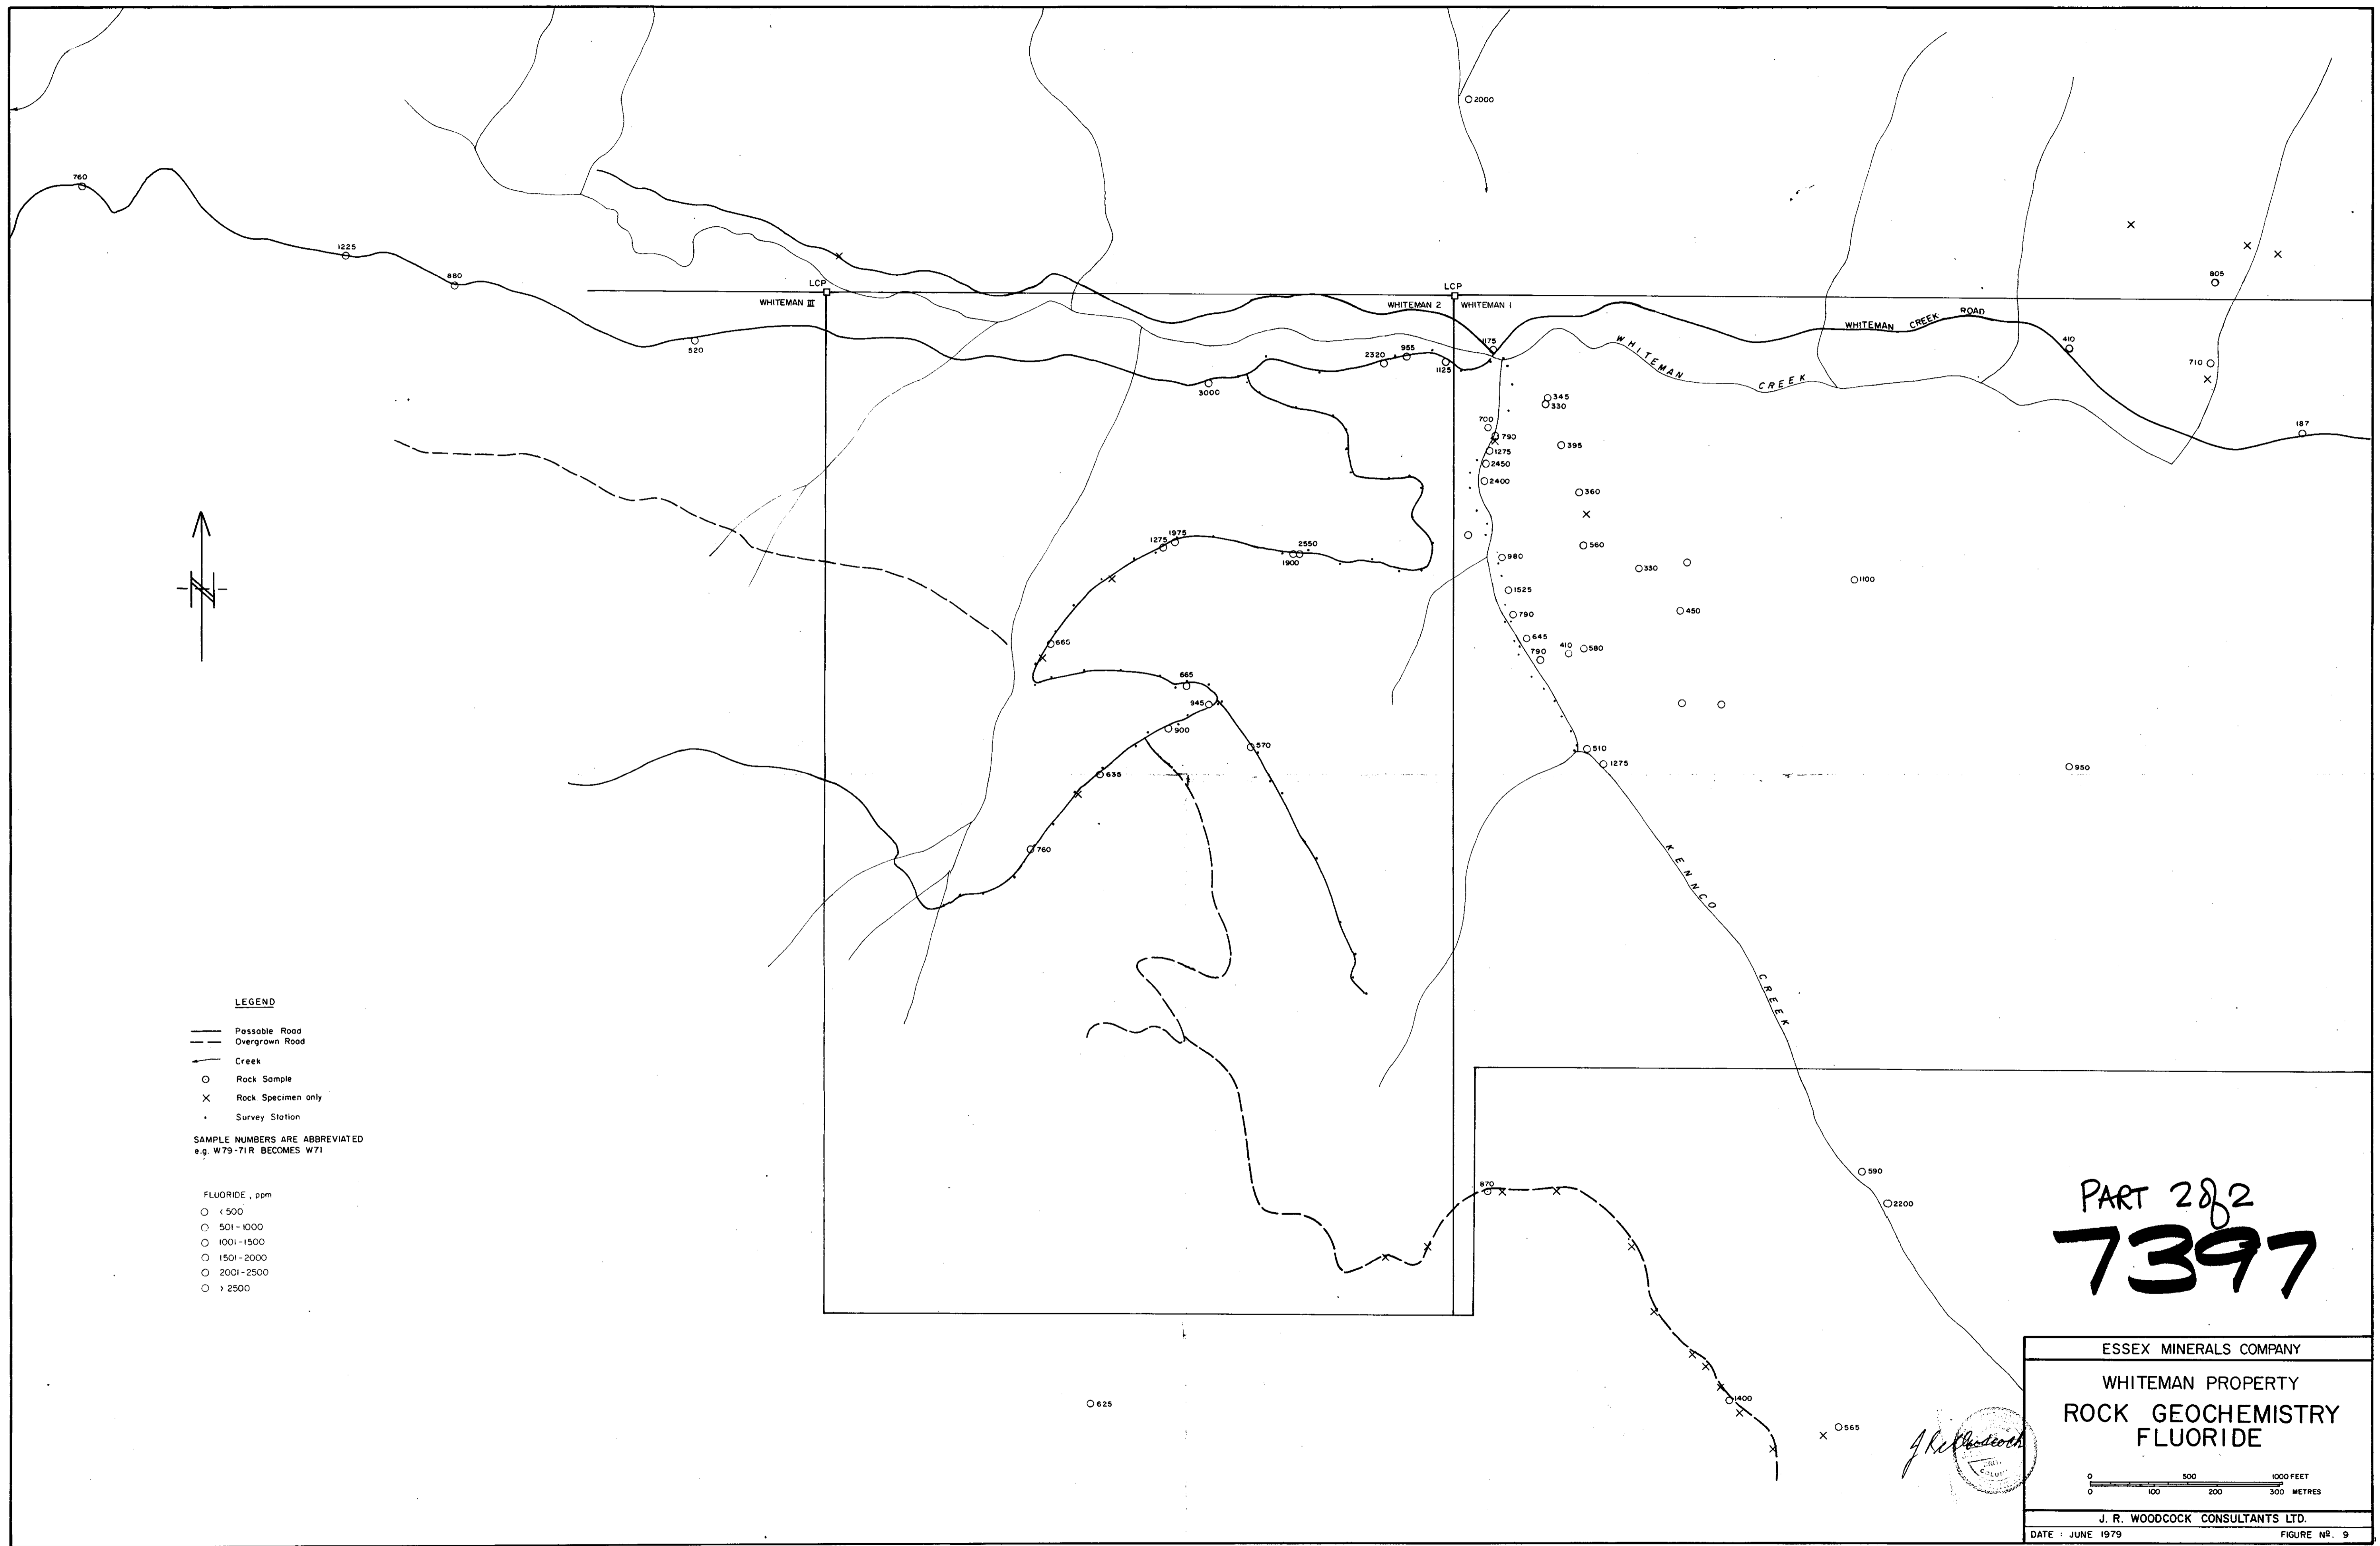 2000
760
1225
880
520
LCP
WHITEMAN III
LCP
WHITEMAN 2
WHITEMAN 1
WHITEMAN CREEK ROAD
WHITEMAN CREEK
805
410
710
187
1175
955
2320
1125
3000
345
330
700
790
395
1275
2450
2400
360
560
980
330
1100
1525
450
790
645
410
580
790
1275
1975
2550
1900
665
665
945
900
570
635
760
510
1275
950
KENNCO CREEK
590
2200
870
1400
565
625
N
LEGEND
Passable Road
Overgrown Road
Creek
Rock Sample
Rock Specimen only
Survey Station
SAMPLE NUMBERS ARE ABBREVIATED
e.g. W79-71R BECOMES W71
FLUORIDE, ppm
< 500
501-1000
1001-1500
1501-2000
2001-2500
> 2500
PART 2 of 2
7397
ESSEX MINERALS COMPANY
WHITEMAN PROPERTY
ROCK GEOCHEMISTRY
FLUORIDE
0 500 1000 FEET
0 100 200 300 METRES
J. R. WOODCOCK CONSULTANTS LTD.
DATE : JUNE 1979 FIGURE Nº. 9
J R Woodcock